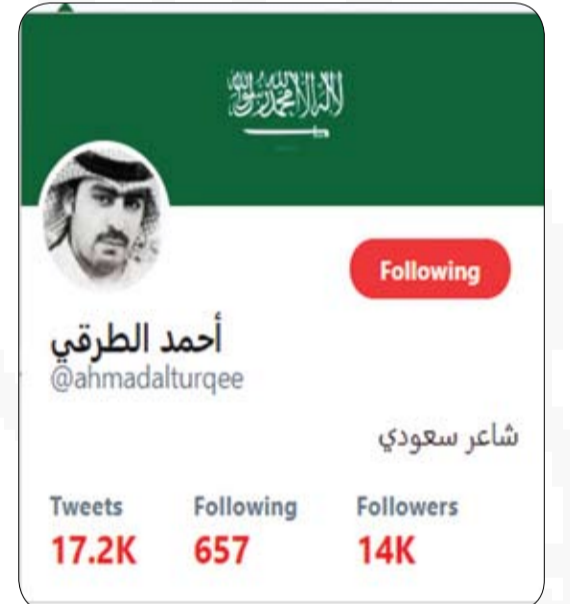 لا إله إلا الله محمد رسول الله
Following
أحمد الطرقي
@ahmadalturqee
شاعر سعودي
Tweets Following Followers
17.2K 657 14K